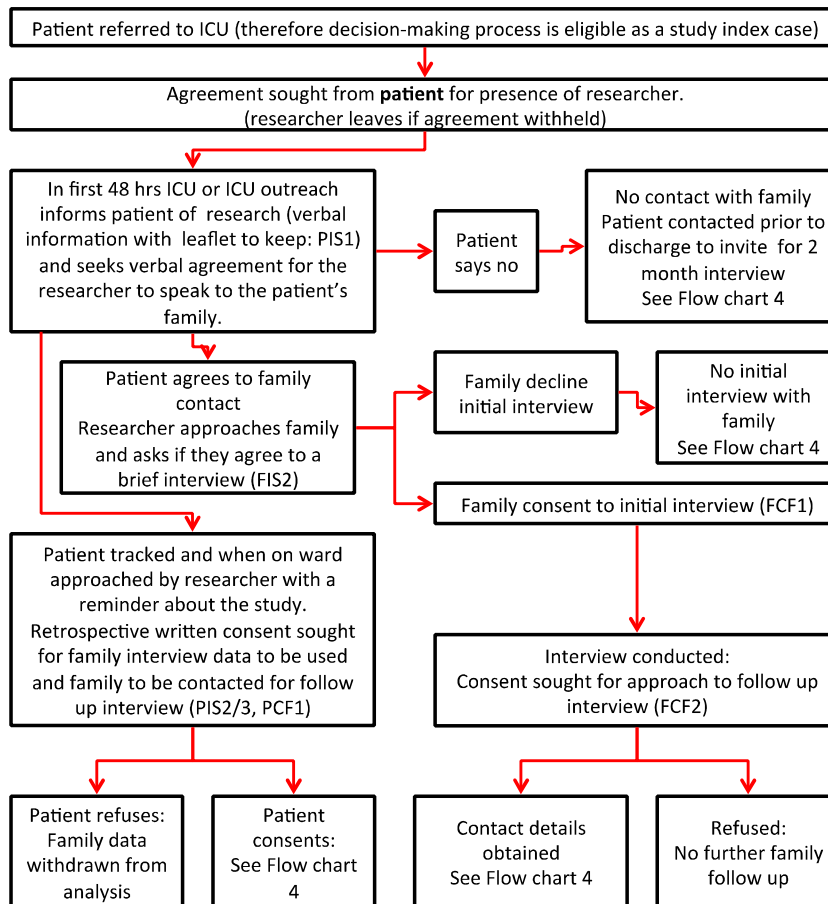 Patient referred to ICU (therefore decision-making process is eligible as a study index case)
Agreement sought from patient for presence of researcher.
(researcher leaves if agreement withheld)
In first 48 hrs ICU or ICU outreach
informs patient of research (verbal
information with leaflet to keep: PIS1)
and seeks verbal agreement for the
researcher to speak to the patient's
family.
Patient
says no
No contact with family
Patient contacted prior to
discharge to invite for 2
month interview
See Flow chart 4
Patient agrees to family
contact
Researcher approaches family
and asks if they agree to a
brief interview (FIS2)
Family decline
initial interview
No initial
interview with
family
See Flow chart 4
Family consent to initial interview (FCF1)
Patient tracked and when on ward
approached by researcher with a
reminder about the study.
Retrospective written consent sought
for family interview data to be used
and family to be contacted for follow
up interview (PIS2/3, PCF1)
Interview conducted:
Consent sought for approach to follow up
interview (FCF2)
Patient refuses:
Family data
withdrawn from
analysis
Patient
consents:
See Flow chart
4
Contact details
obtained
See Flow chart 4
Refused:
No further family
follow up